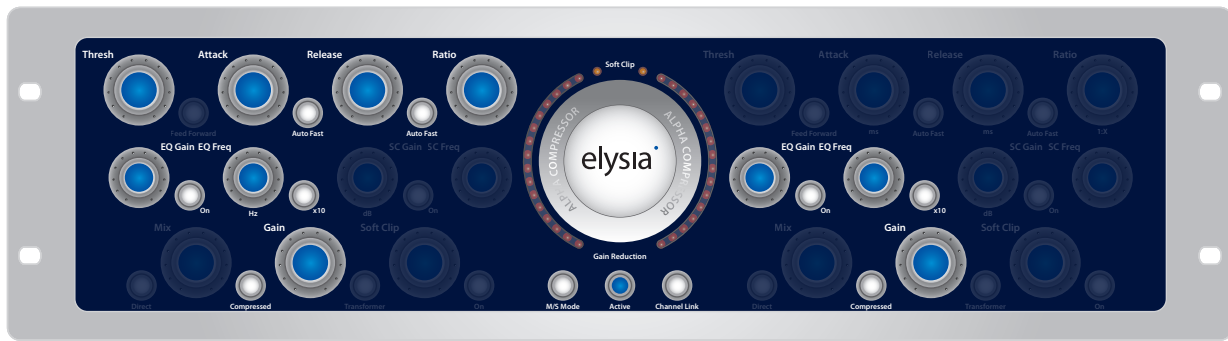 Thresh Attack Release Ratio Soft Clip Thresh Attack Release Ratio
Feed Forward Auto Fast Auto Fast Feed Forward ms Auto Fast ms Auto Fast 1:X
ALPHA COMPRESSOR ALPHA COMPRESSOR
EQ Gain EQ Freq SC Gain SC Freq EQ Gain EQ Freq SC Gain SC Freq
elysia
On Hz x10 dB On On x10 dB On
Mix Gain Soft Clip Mix Gain Soft Clip
Gain Reduction
Direct Compressed Transformer On M/S Mode Active Channel Link Direct Compressed Transformer On